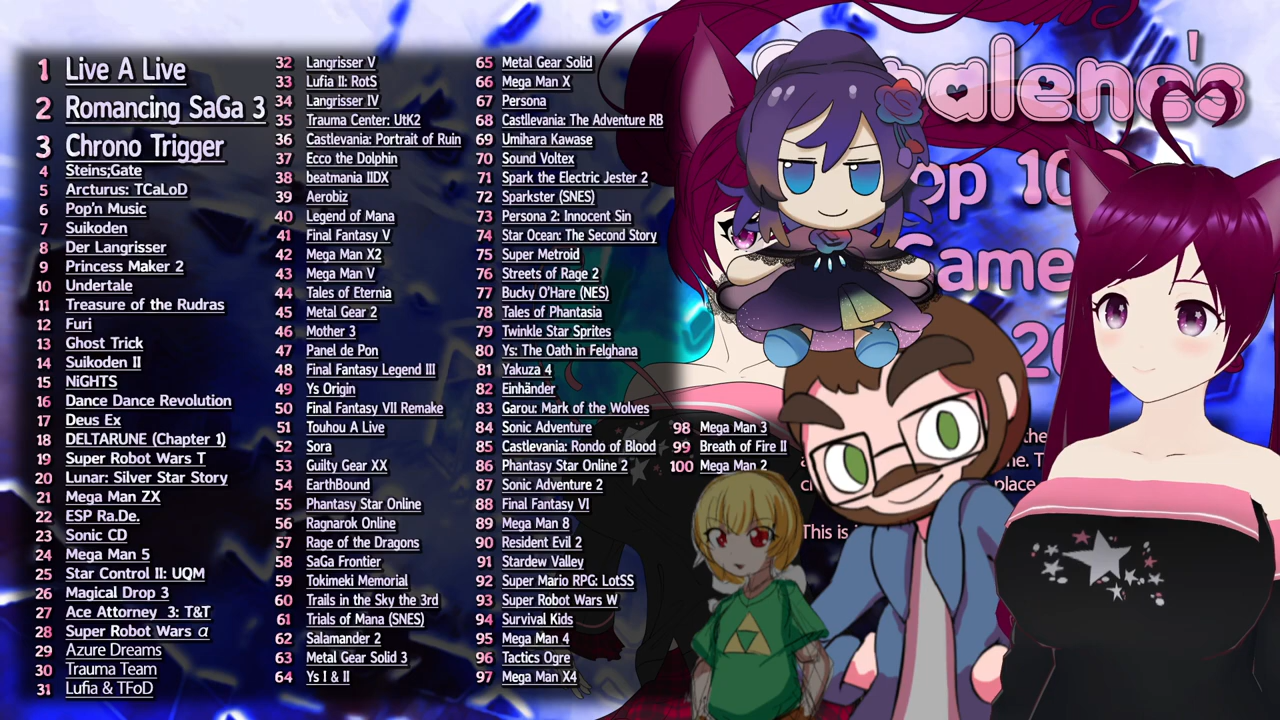 1 Live A Live
2 Romancing SaGa 3
3 Chrono Trigger
4 Steins;Gate
5 Arcturus: TCaLoD
6 Pop'n Music
7 Suikoden
8 Der Langrisser
9 Princess Maker 2
10 Undertale
11 Treasure of the Rudras
12 Furi
13 Ghost Trick
14 Suikoden II
15 NiGHTS
16 Dance Dance Revolution
17 Deus Ex
18 DELTARUNE (Chapter 1)
19 Super Robot Wars T
20 Lunar: Silver Star Story
21 Mega Man ZX
22 ESP Ra.De.
23 Sonic CD
24 Mega Man 5
25 Star Control II: UQM
26 Magical Drop 3
27 Ace Attorney 3: T&T
28 Super Robot Wars α
29 Azure Dreams
30 Trauma Team
31 Lufia & TFoD
32 Langrisser V
33 Lufia II: RotS
34 Langrisser IV
35 Trauma Center: UtK2
36 Castlevania: Portrait of Ruin
37 Ecco the Dolphin
38 beatmania IIDX
39 Aerobiz
40 Legend of Mana
41 Final Fantasy V
42 Mega Man X2
43 Mega Man V
44 Tales of Eternia
45 Metal Gear 2
46 Mother 3
47 Panel de Pon
48 Final Fantasy Legend III
49 Ys Origin
50 Final Fantasy VII Remake
51 Touhou A Live
52 Sora
53 Guilty Gear XX
54 EarthBound
55 Phantasy Star Online
56 Ragnarok Online
57 Rage of the Dragons
58 SaGa Frontier
59 Tokimeki Memorial
60 Trails in the Sky the 3rd
61 Trials of Mana (SNES)
62 Salamander 2
63 Metal Gear Solid 3
64 Ys I & II
65 Metal Gear Solid
66 Mega Man X
67 Persona
68 Castllevania: The Adventure RB
69 Umihara Kawase
70 Sound Voltex
71 Spark the Electric Jester 2
72 Sparkster (SNES)
73 Persona 2: Innocent Sin
74 Star Ocean: The Second Story
75 Super Metroid
76 Streets of Rage 2
77 Bucky O'Hare (NES)
78 Tales of Phantasia
79 Twinkle Star Sprites
80 Ys: The Oath in Felghana
81 Yakuza 4
82 Einhänder
83 Garou: Mark of the Wolves
84 Sonic Adventure
85 Castlevania: Rondo of Blood
86 Phantasy Star Online 2
87 Sonic Adventure 2
88 Final Fantasy VI
89 Mega Man 8
90 Resident Evil 2
91 Stardew Valley
92 Super Mario RPG: LotSS
93 Super Robot Wars W
94 Survival Kids
95 Mega Man 4
96 Tactics Ogre
97 Mega Man X4
98 Mega Man 3
99 Breath of Fire II
100 Mega Man 2
place
This is